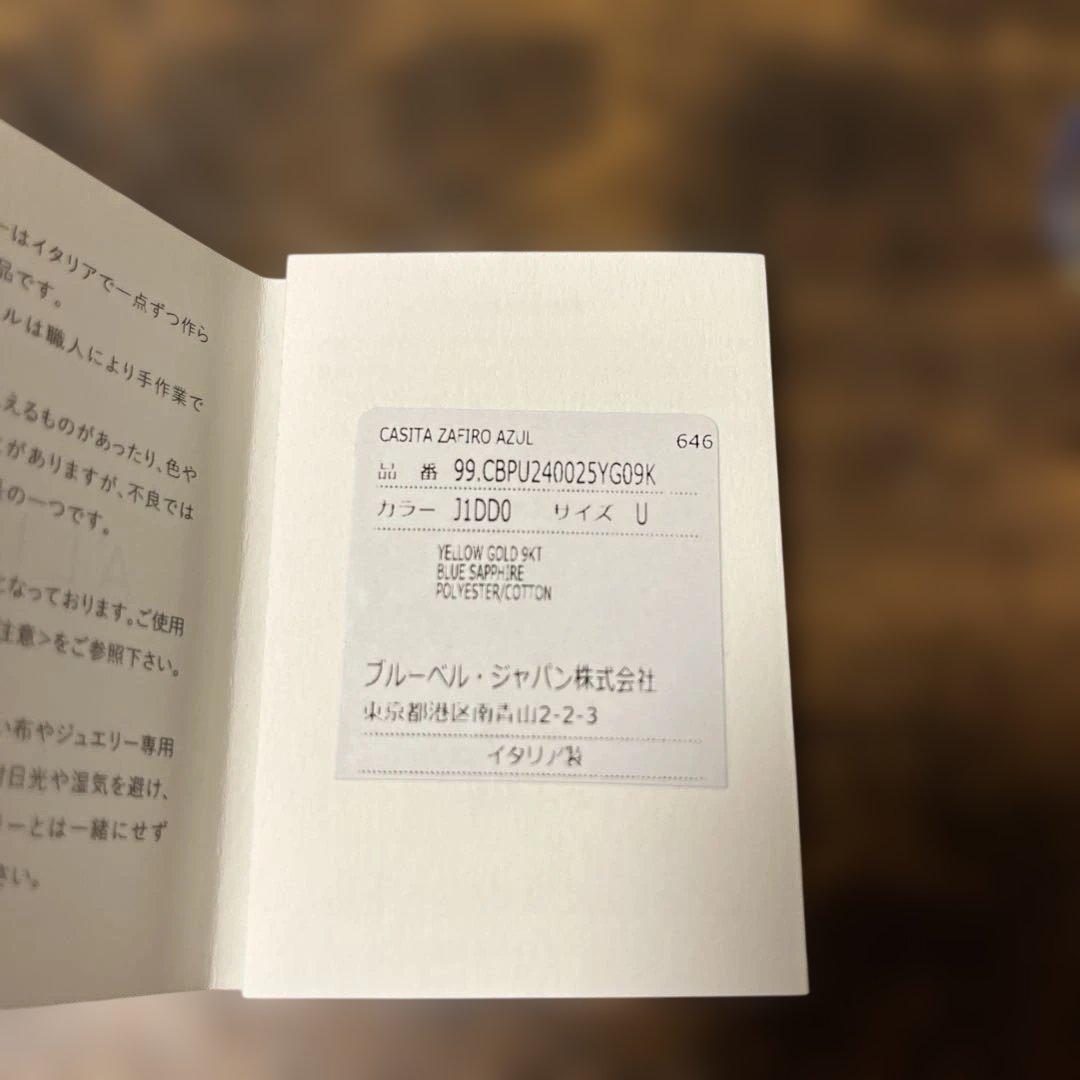 ーはイタリアで一点ずつ作ら
品です。
ルは職人により手作業で
えるものがあったり、色や
がありますが、不良では
の一つです。
となっております。ご使用
注意>をご参照下さい。
い布やジュエリー専用
日光や湿気を避け、
リーとは一緒にせず
さい。
CASITA ZAFIRO AZUL 646
品 番 99.CBPU240025YG09K
カラー J1DD0 サイズ U
YELLOW GOLD 9KT
BLUE SAPPHIRE
POLYESTER/COTTON
ブルーベル・ジャパン株式会社
東京都港区南青山2-2-3
イタリア製